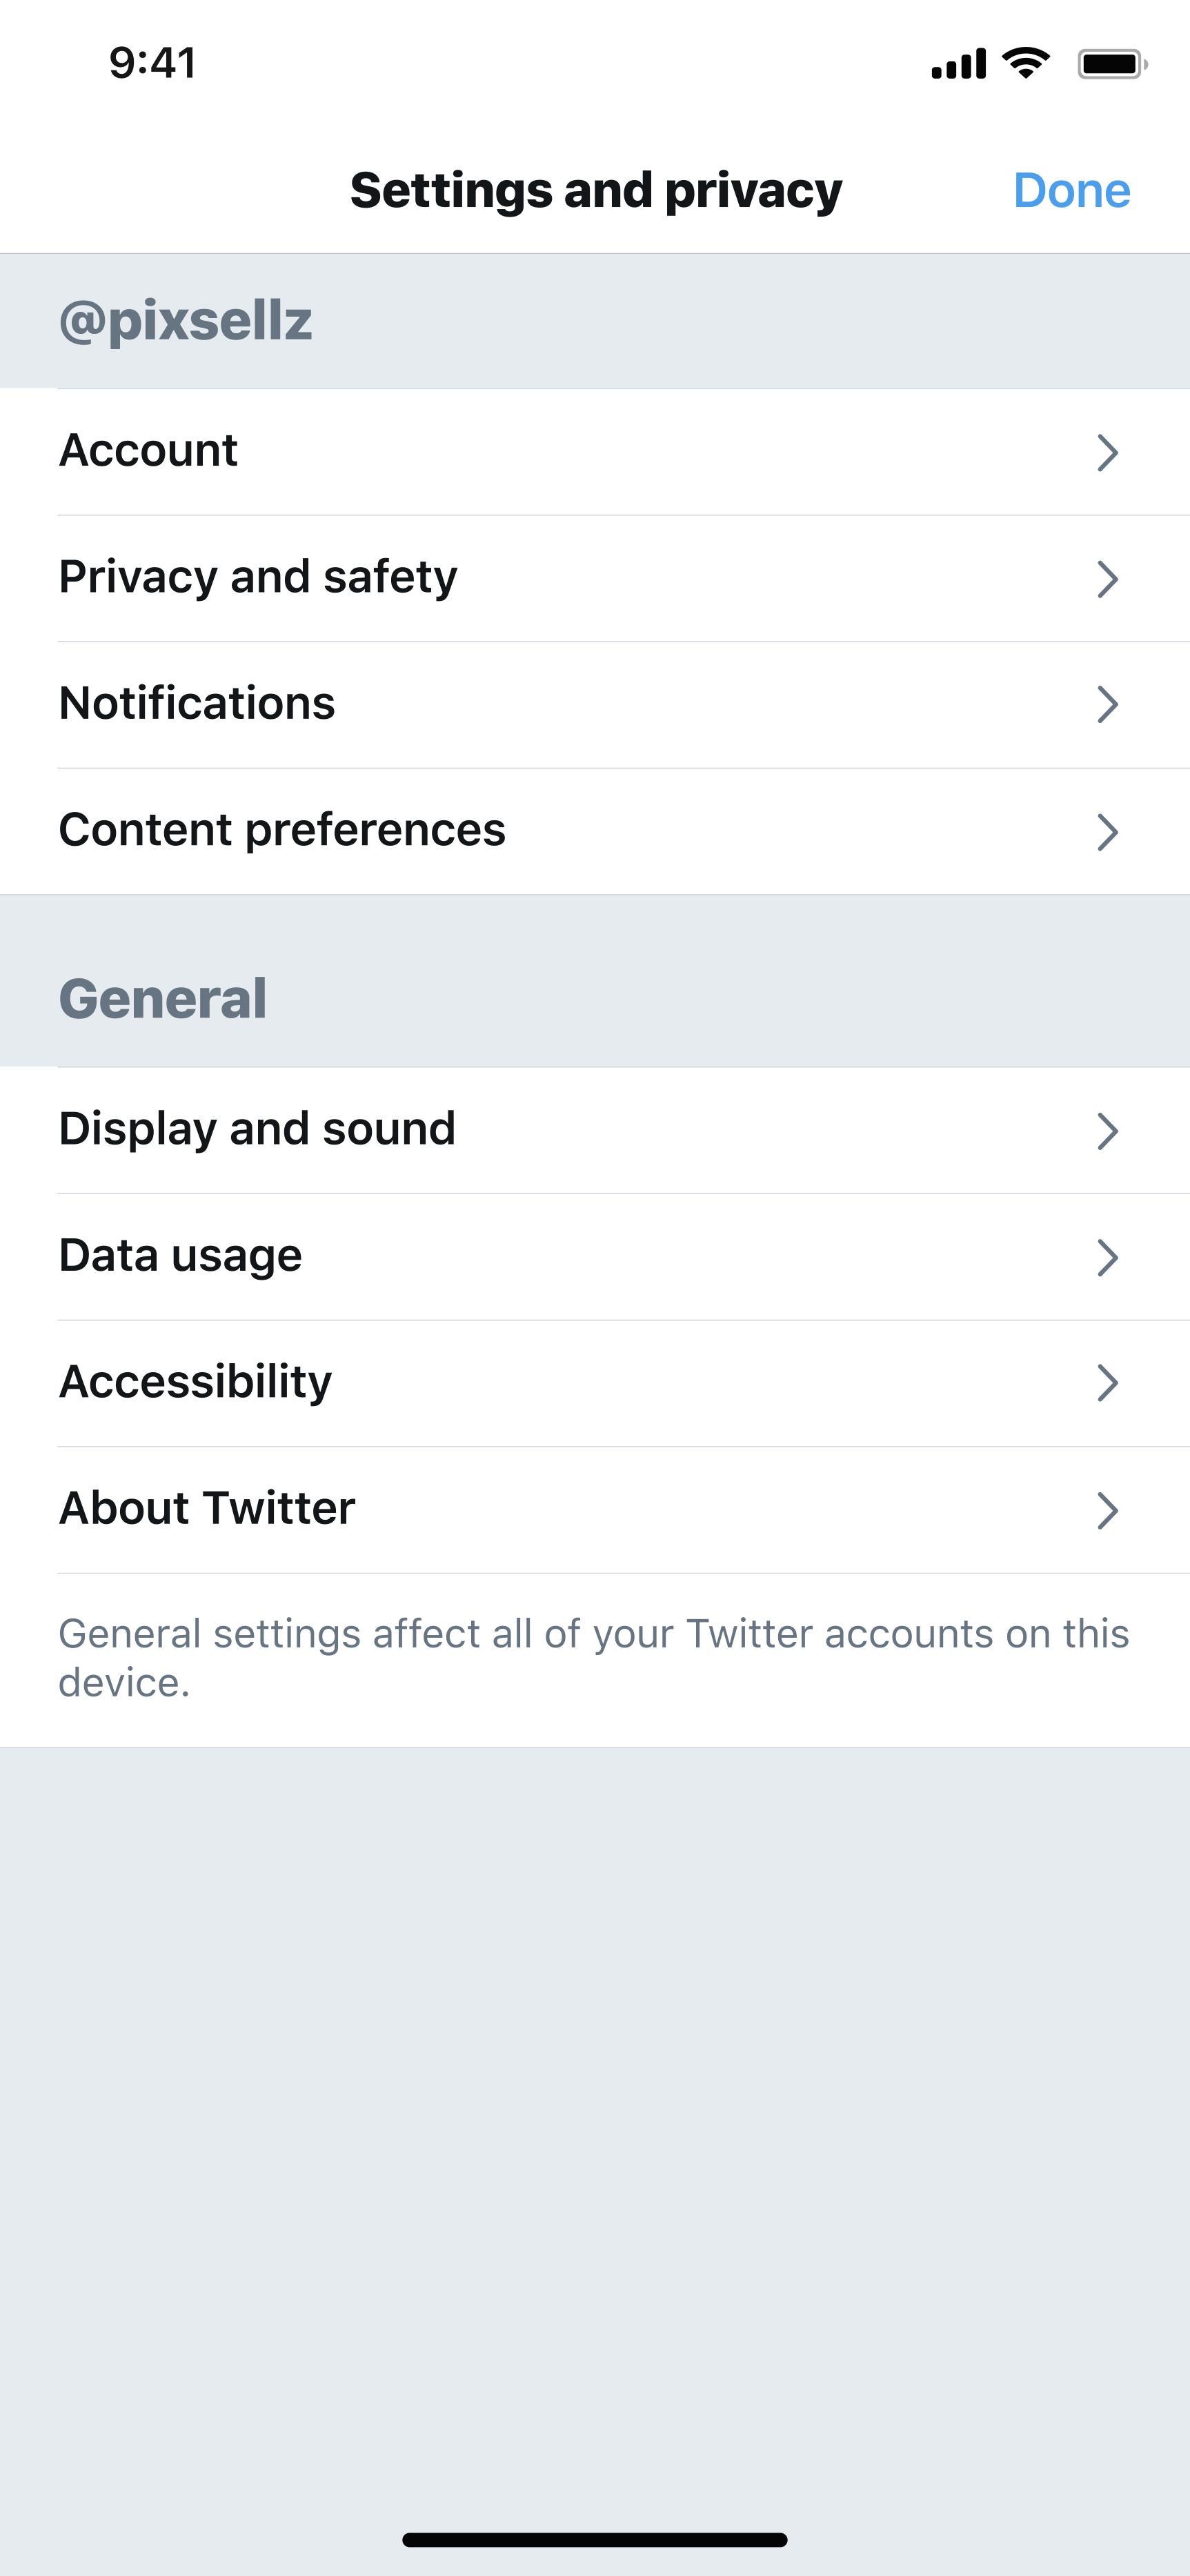 9:41
Settings and privacy
Done
@pixsellz
Account
Privacy and safety
Notifications
Content preferences
General
Display and sound
Data usage
Accessibility
About Twitter
General settings affect all of your Twitter accounts on this
device.